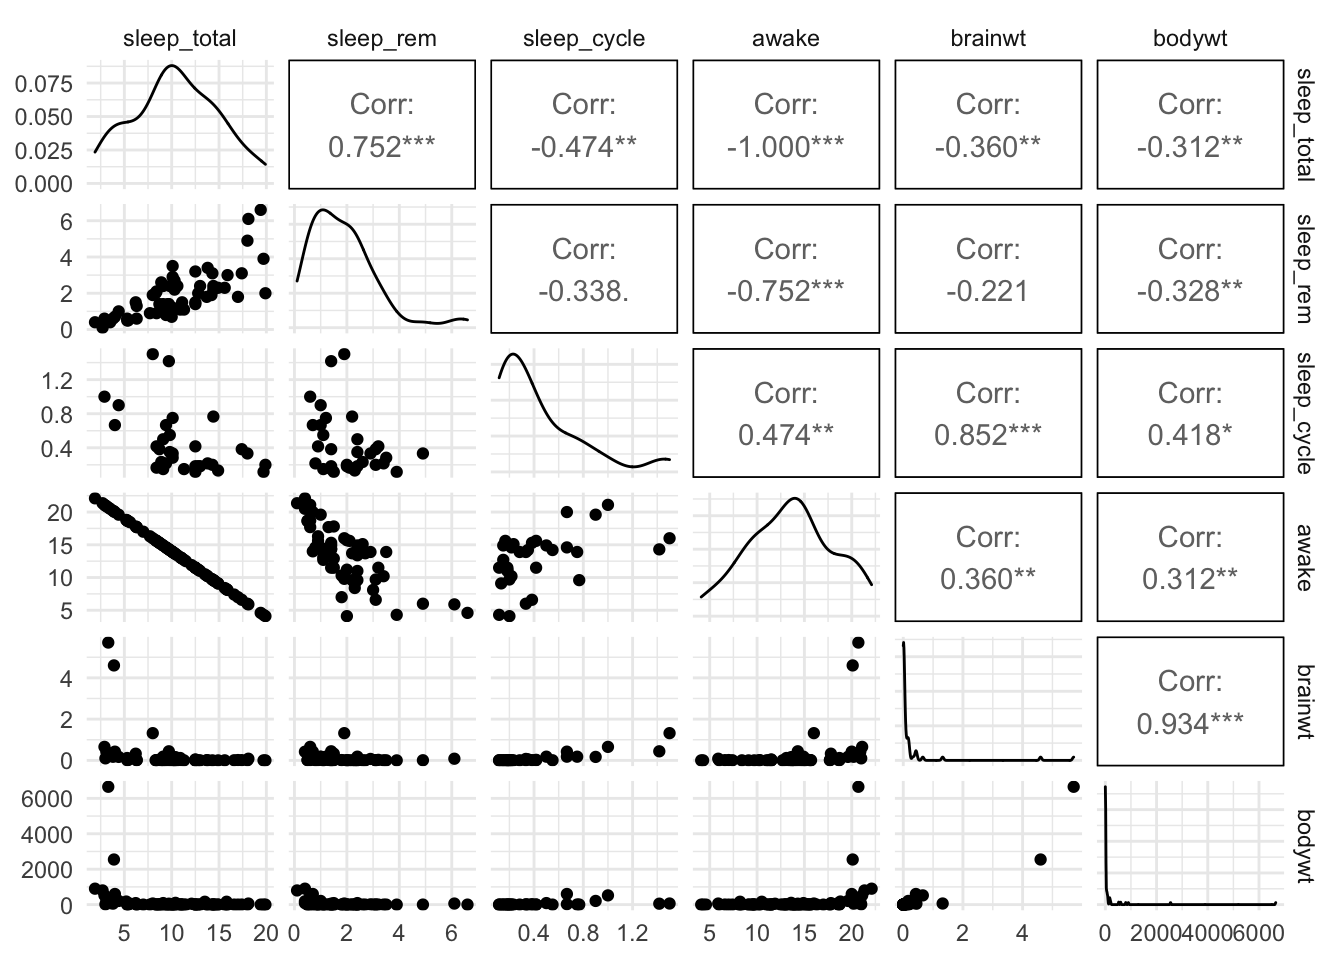 sleep_total sleep_rem sleep_cycle awake brainwt bodywt
0.075
0.050
0.025
0.000
Corr:
0.752***
Corr:
-0.474**
Corr:
-1.000***
Corr:
-0.360**
Corr:
-0.312**
sleep_total
6
4
2
0
Corr:
-0.338.
Corr:
-0.752***
Corr:
-0.221
Corr:
-0.328**
sleep_rem
1.2
0.8
0.4
Corr:
0.474**
Corr:
0.852***
Corr:
0.418*
sleep_cycle
20
15
10
5
Corr:
0.360**
Corr:
0.312**
awake
4
2
0
Corr:
0.934***
brainwt
6000
4000
2000
0
bodywt
5 10 15 20 0 2 4 6 0.4 0.8 1.2 5 10 15 20 0 2 4 0 2000 4000 6000